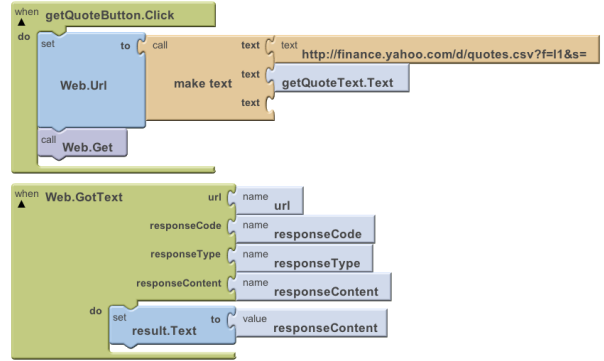 when getQuoteButton.Click
do set to call text text http://finance.yahoo.com/d/quotes.csv?f=l1&s=
Web.Url make text text getQuoteText.Text
text
call Web.Get
when Web.GotText url name url
responseCode name responseCode
responseType name responseType
responseContent name responseContent
do set result.Text to value responseContent